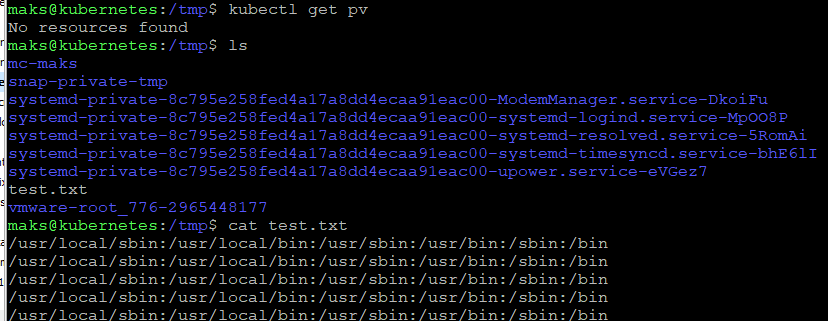 maks@kubernetes:/tmp$ kubectl get pv
No resources found
maks@kubernetes:/tmp$ ls
mc-maks
snap-private-tmp
systemd-private-8c795e258fed4a17a8dd4ecaa91eac00-ModemManager.service-DkoiFu
systemd-private-8c795e258fed4a17a8dd4ecaa91eac00-systemd-logind.service-MpOO8P
systemd-private-8c795e258fed4a17a8dd4ecaa91eac00-systemd-resolved.service-5RomAi
systemd-private-8c795e258fed4a17a8dd4ecaa91eac00-systemd-timesyncd.service-bhE6lI
systemd-private-8c795e258fed4a17a8dd4ecaa91eac00-upower.service-eVGez7
test.txt
vmware-root_776-2965448177
maks@kubernetes:/tmp$ cat test.txt
/usr/local/sbin:/usr/local/bin:/usr/sbin:/usr/bin:/sbin:/bin
/usr/local/sbin:/usr/local/bin:/usr/sbin:/usr/bin:/sbin:/bin
/usr/local/sbin:/usr/local/bin:/usr/sbin:/usr/bin:/sbin:/bin
/usr/local/sbin:/usr/local/bin:/usr/sbin:/usr/bin:/sbin:/bin
/usr/local/sbin:/usr/local/bin:/usr/sbin:/usr/bin:/sbin:/bin